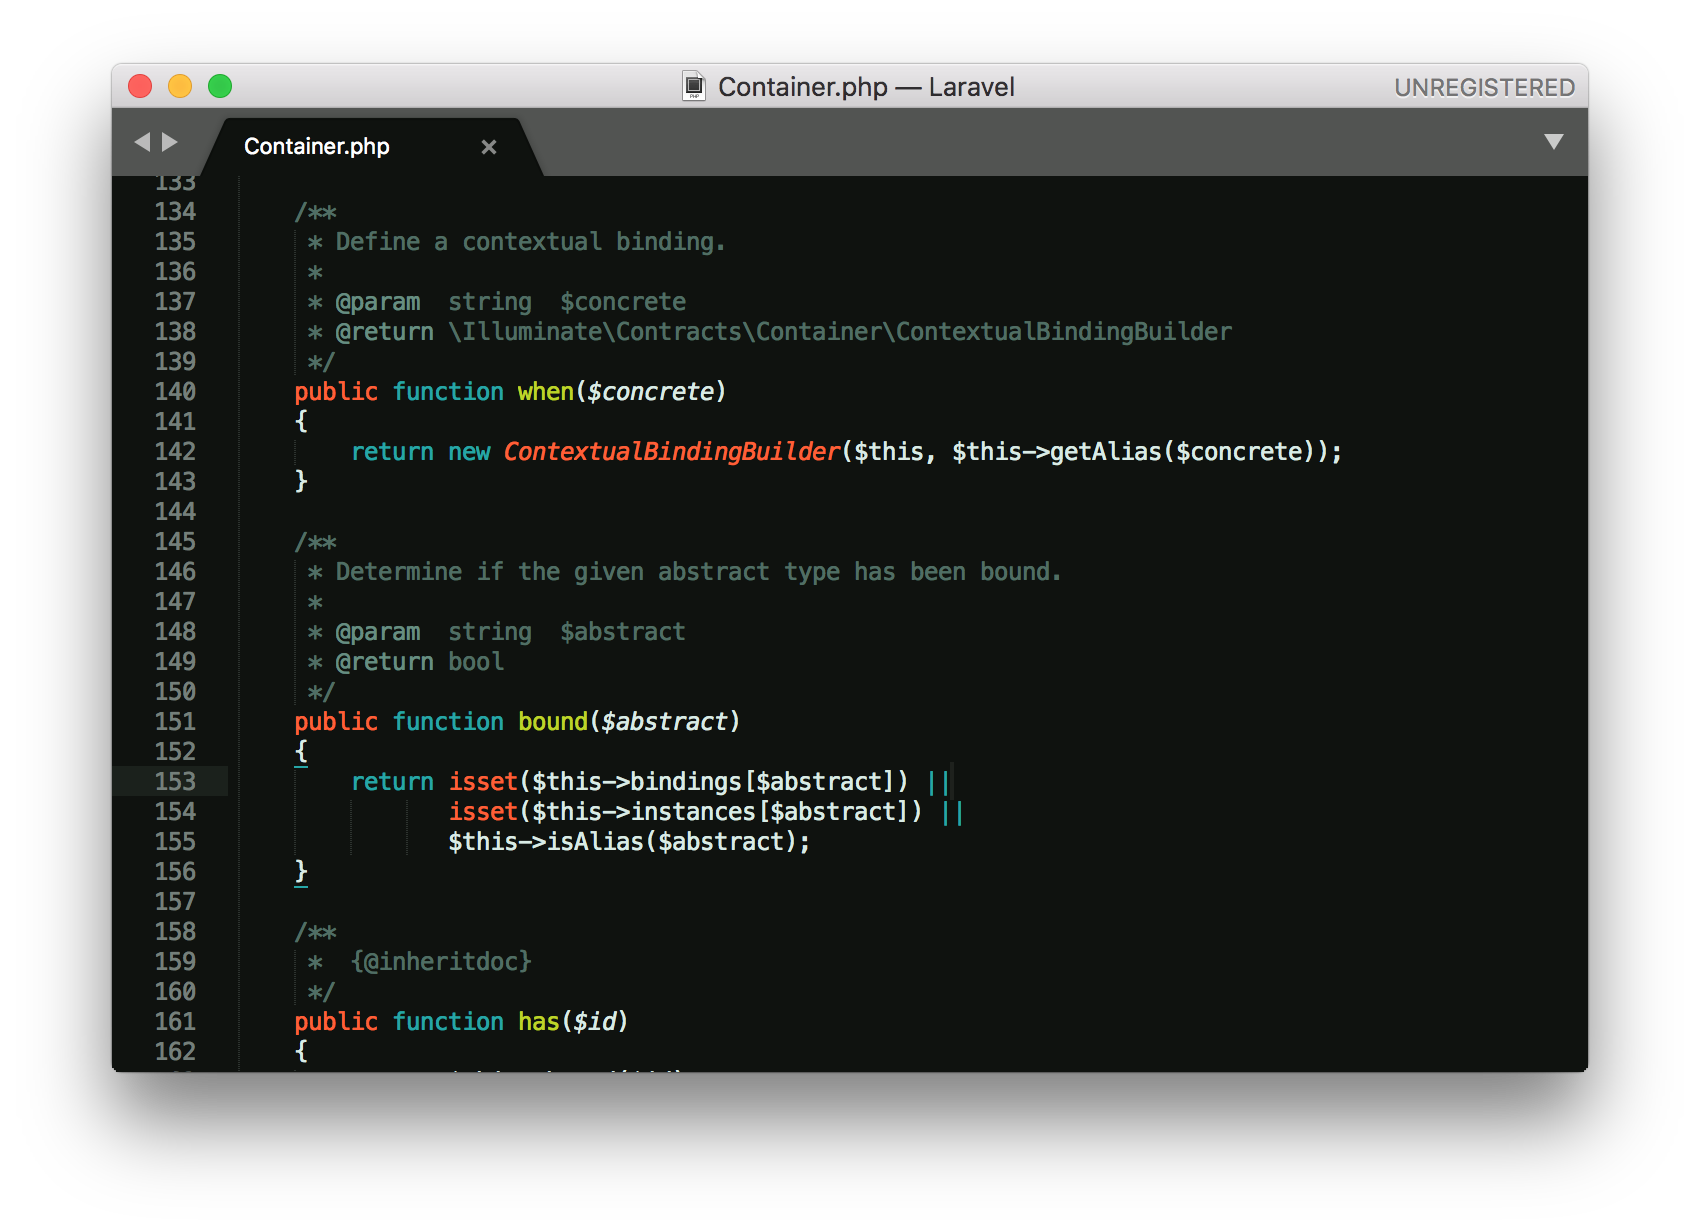 Container.php — Laravel
UNREGISTERED
Container.php
133
134 /**
135 * Define a contextual binding.
136 *
137 * @param  string  $concrete
138 * @return \Illuminate\Contracts\Container\ContextualBindingBuilder
139 */
140 public function when($concrete)
141 {
142 return new ContextualBindingBuilder($this, $this->getAlias($concrete));
143 }
144
145 /**
146 * Determine if the given abstract type has been bound.
147 *
148 * @param  string  $abstract
149 * @return bool
150 */
151 public function bound($abstract)
152 {
153 return isset($this->bindings[$abstract]) ||
154 isset($this->instances[$abstract]) ||
155 $this->isAlias($abstract);
156 }
157
158 /**
159 *  {@inheritdoc}
160 */
161 public function has($id)
162 {